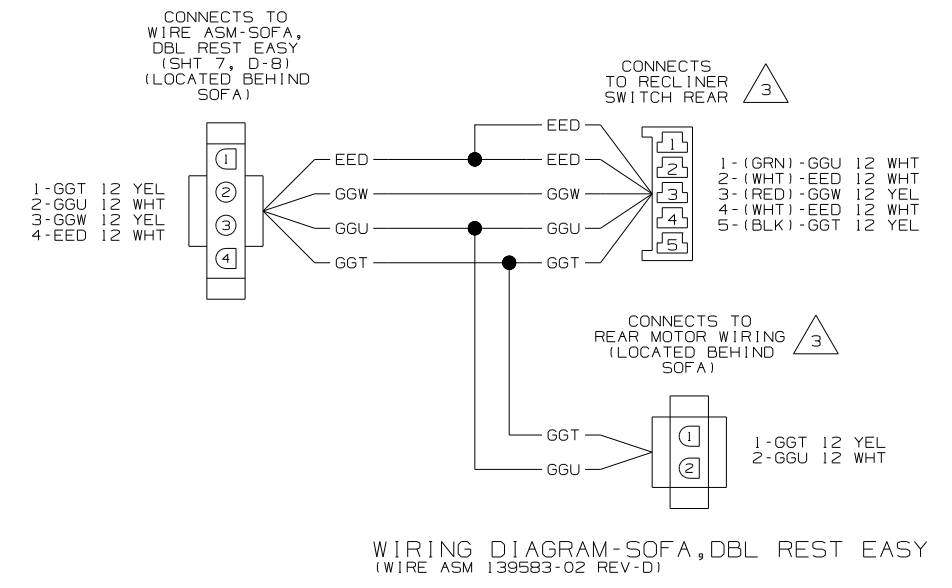 CONNECTS TO
WIRE ASM-SOFA,
DBL REST EASY
(SHT 7, D-8)
(LOCATED BEHIND
SOFA)
CONNECTS
TO RECLINER
SWITCH REAR
3
1-GGT 12 YEL
2-GGU 12 WHT
3-GGW 12 YEL
4-EED 12 WHT
1
2
3
4
EED
EED
EED
GGW
GGW
GGU
GGU
GGT
GGT
1
2
3
4
5
1-(GRN)-GGU 12 WHT
2-(WHT)-EED 12 WHT
3-(RED)-GGW 12 YEL
4-(WHT)-EED 12 WHT
5-(BLK)-GGT 12 YEL
CONNECTS TO
REAR MOTOR WIRING
(LOCATED BEHIND
SOFA)
3
GGT
GGU
1
2
1-GGT 12 YEL
2-GGU 12 WHT
WIRING DIAGRAM-SOFA,DBL REST EASY
(WIRE ASM 139583-02 REV-D)